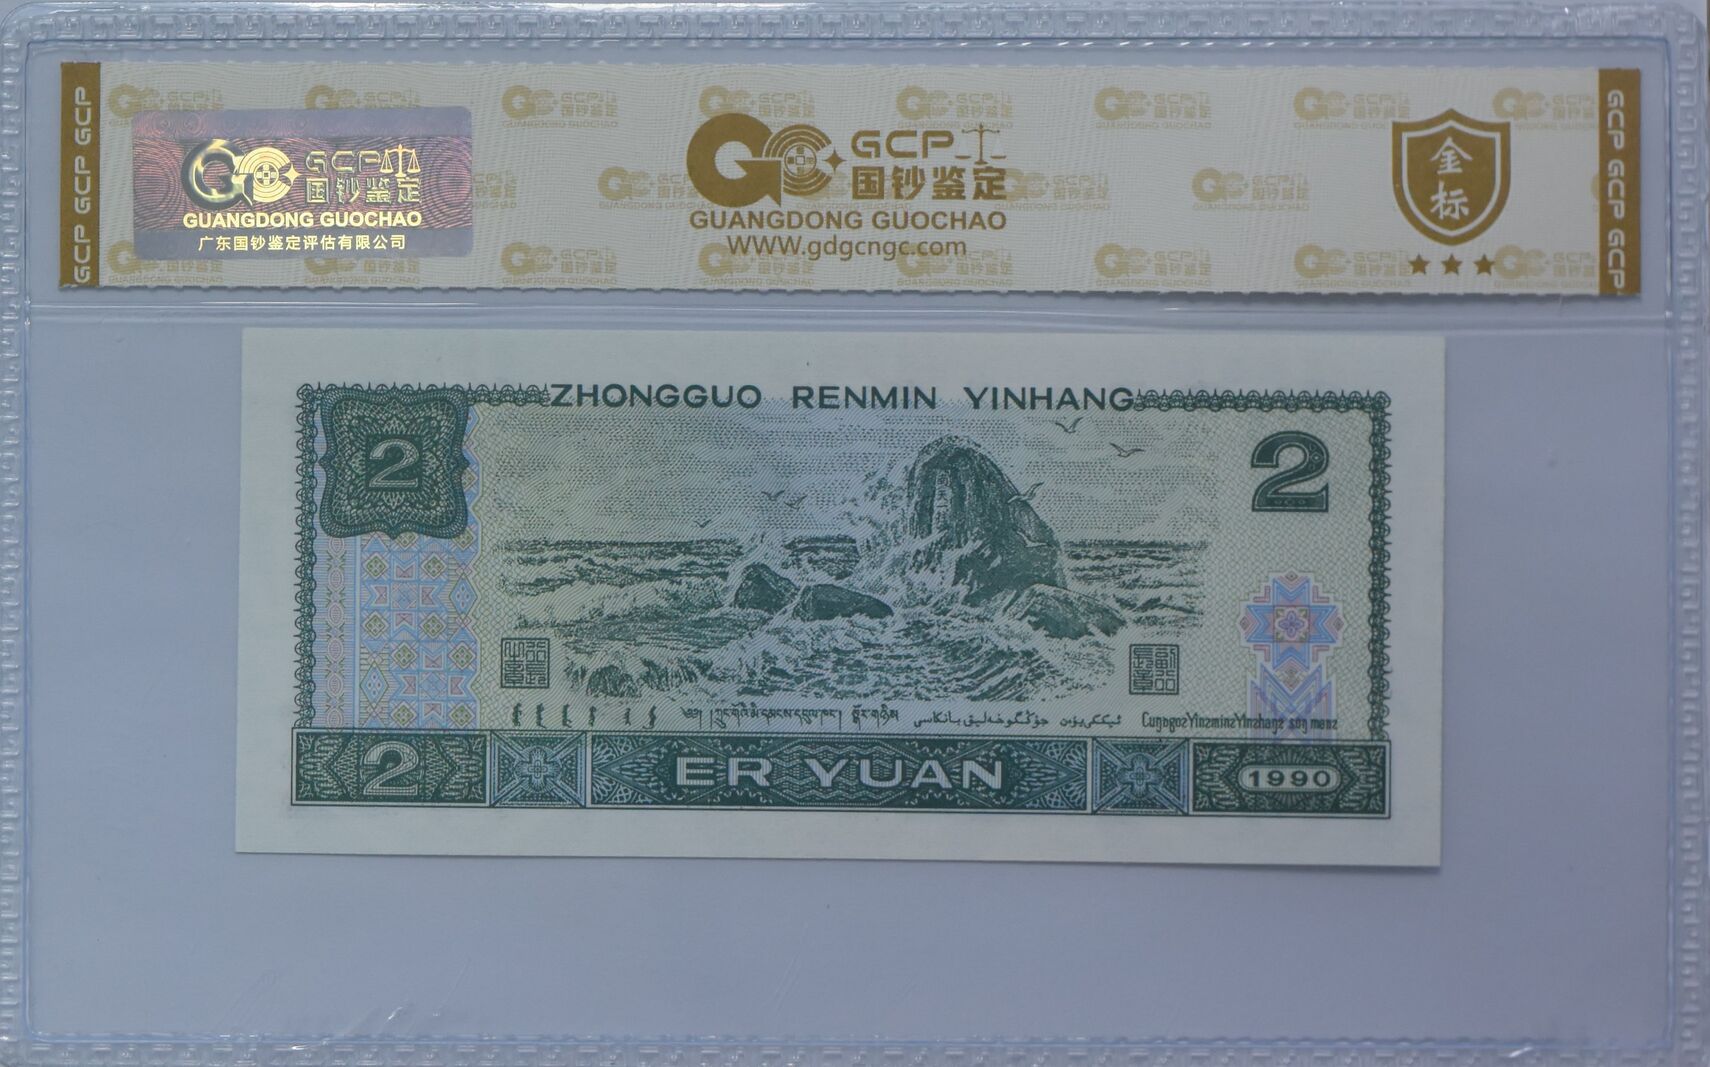 GCP GCP GCP
GCP
国钞鉴定
GUANGDONG GUOCHAO
广东国钞鉴定评估有限公司
GCP
国钞鉴定
GUANGDONG GUOCHAO
WWW.gdgcngc.com
金
标
GCP GCP GCP
ZHONGGUO RENMIN YINHANG
2
2
2
ER YUAN
1990